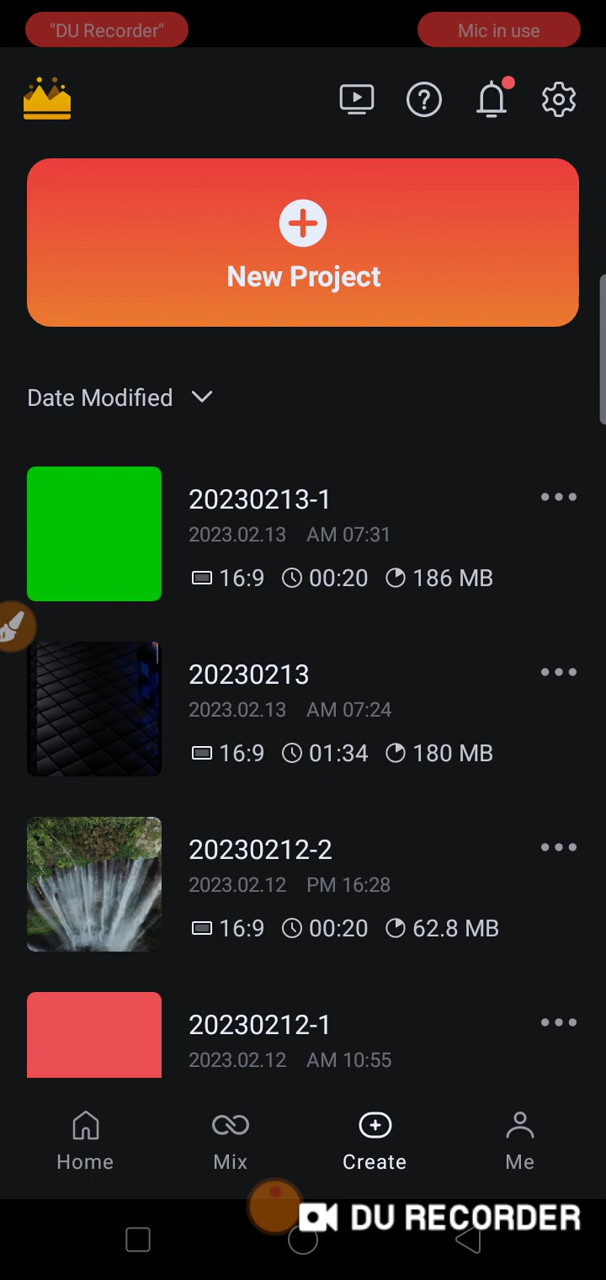 "DU Recorder"
Mic in use
New Project
Date Modified
20230213-1
2023.02.13 AM 07:31
16:9 00:20 186 MB
20230213
2023.02.13 AM 07:24
16:9 01:34 180 MB
20230212-2
2023.02.12 PM 16:28
16:9 00:20 62.8 MB
20230212-1
2023.02.12 AM 10:55
Home Mix Create Me
DU RECORDER